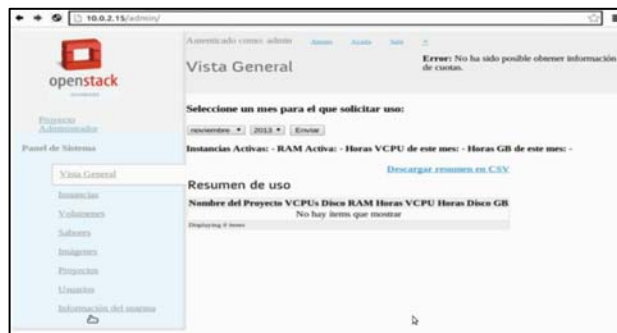 10.0.2.15/admin/
openstack
Autenticado como: admin Ajustes Ayuda Salir
Vista General
Error: No ha sido posible obtener información
de cuotas.
Proyecto
Administrador
Panel de Sistema
Vista General
Instancias
Volúmenes
Sabores
Imágenes
Proyectos
Usuarios
Información del sistema
Seleccione un mes para el que solicitar uso:
noviembre 2013 Enviar
Instancias Activas: - RAM Activa: - Horas VCPU de este mes: - Horas GB de este mes: -
Descargar resumen en CSV
Resumen de uso
Nombre del Proyecto VCPUs Disco RAM Horas VCPU Horas Disco GB
No hay items que mostrar
Displaying 0 items